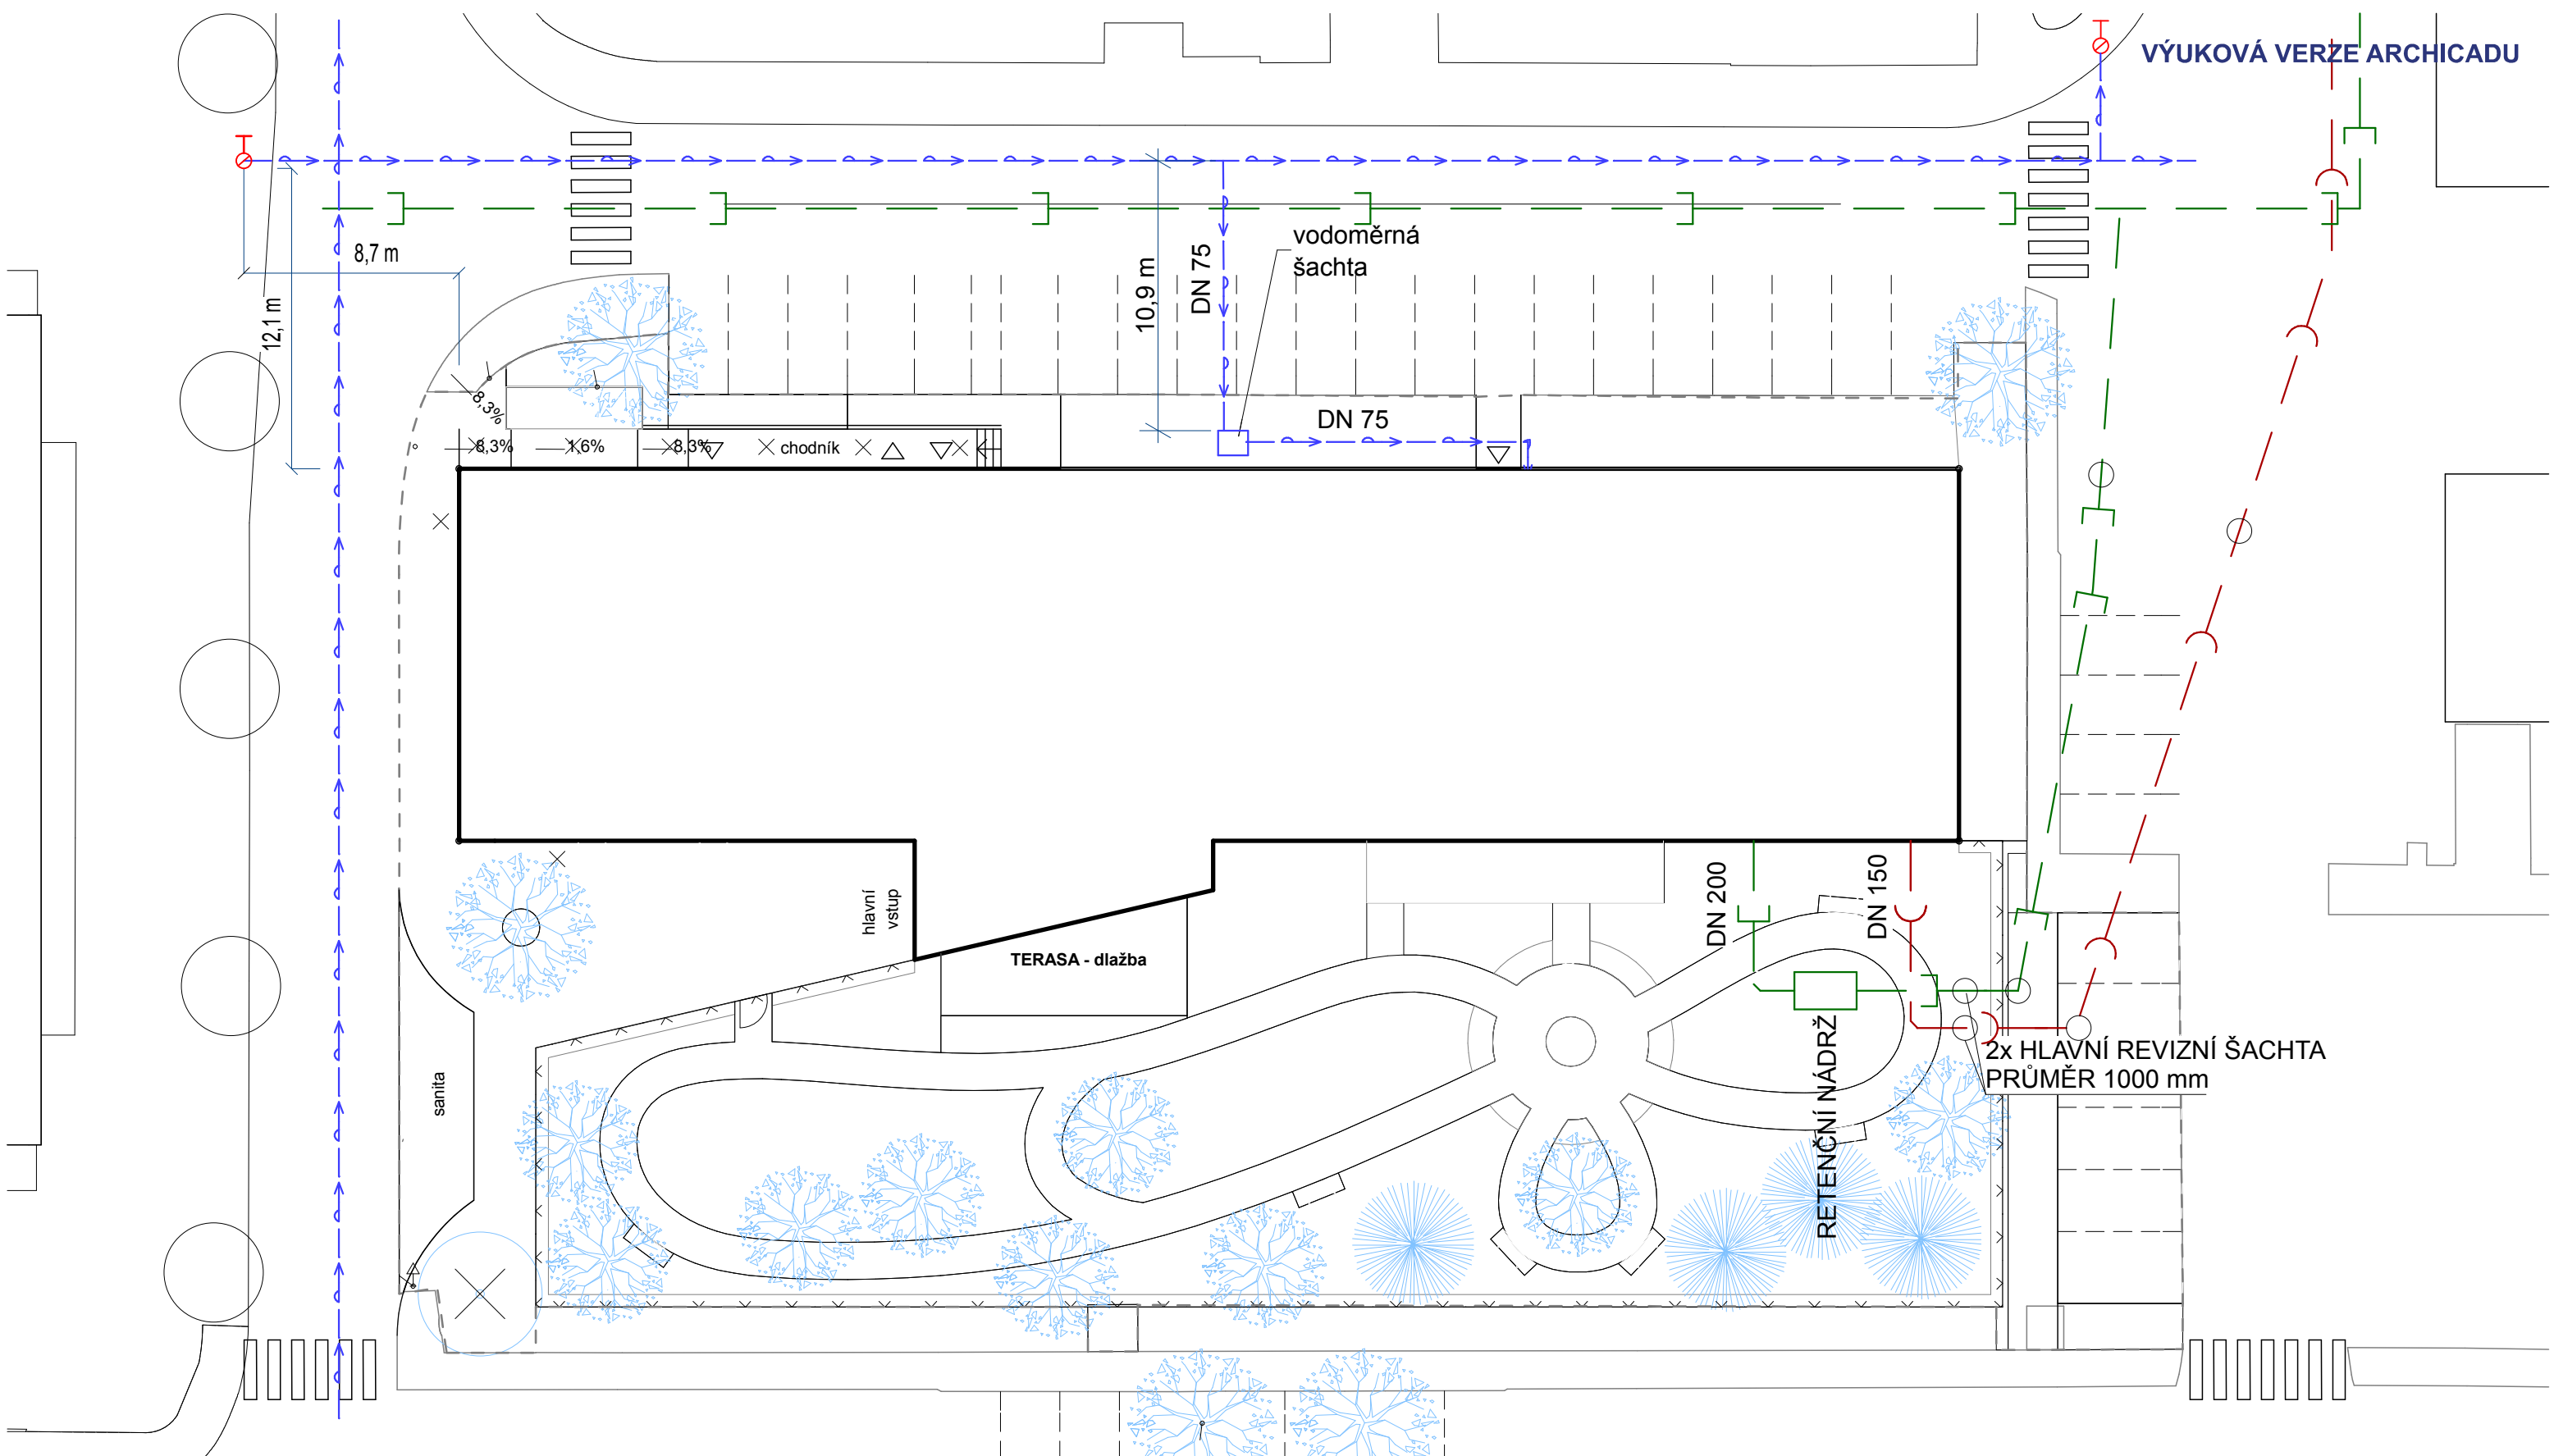 VÝUKOVÁ VERZE ARCHICADU
8,7 m
12,1 m
10,9 m
DN 75
vodoměrná
šachta
DN 75
8,3%
8,3%
1,6%
8,3%
chodník
hlavní
vstup
TERASA - dlažba
DN 200
DN 150
sanita
RETENČNÍ NÁDRŽ
2x HLAVNÍ REVIZNÍ ŠACHTA
PRŮMĚR 1000 mm